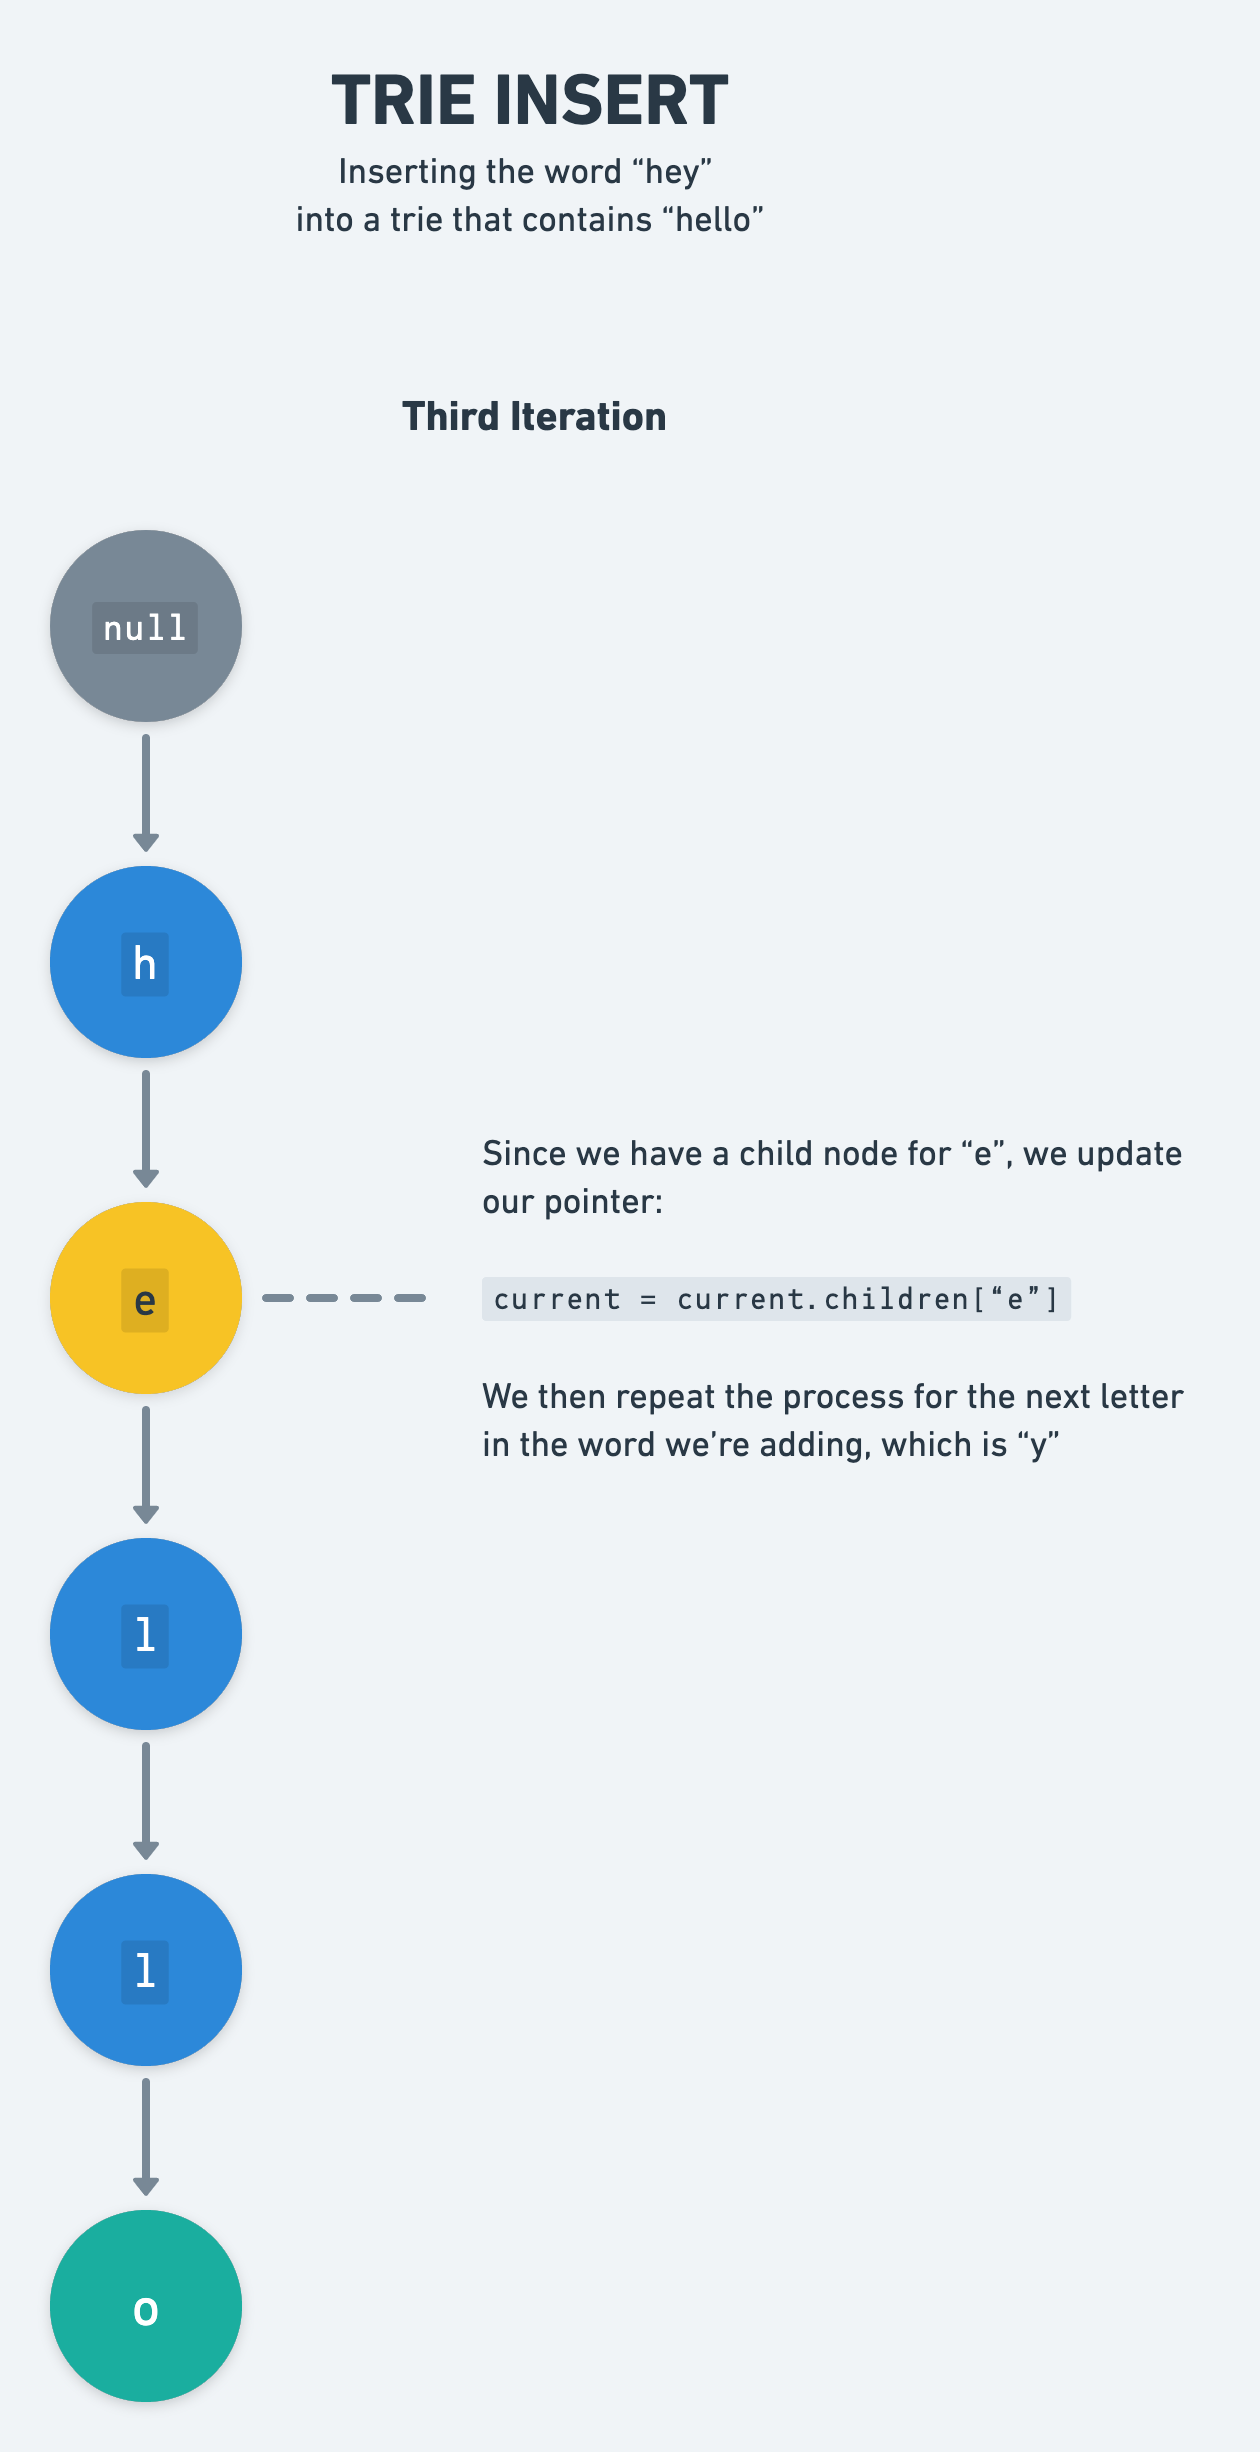 TRIE INSERT
Inserting the word “hey”
into a trie that contains “hello”
Third Iteration
null
h
Since we have a child node for “e”, we update
our pointer:
e
current = current.children[“e”]
We then repeat the process for the next letter
in the word we’re adding, which is “y”
l
l
o